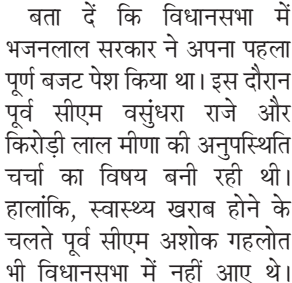 बता दें कि विधानसभा में
भजनलाल सरकार ने अपना पहला
पूर्ण बजट पेश किया था। इस दौरान
पूर्व सीएम वसुंधरा राजे और
किरोड़ी लाल मीणा की अनुपस्थिति
चर्चा का विषय बनी रही थी।
हालांकि, स्वास्थ्य खराब होने के
चलते पूर्व सीएम अशोक गहलोत
भी विधानसभा में नहीं आए थे।